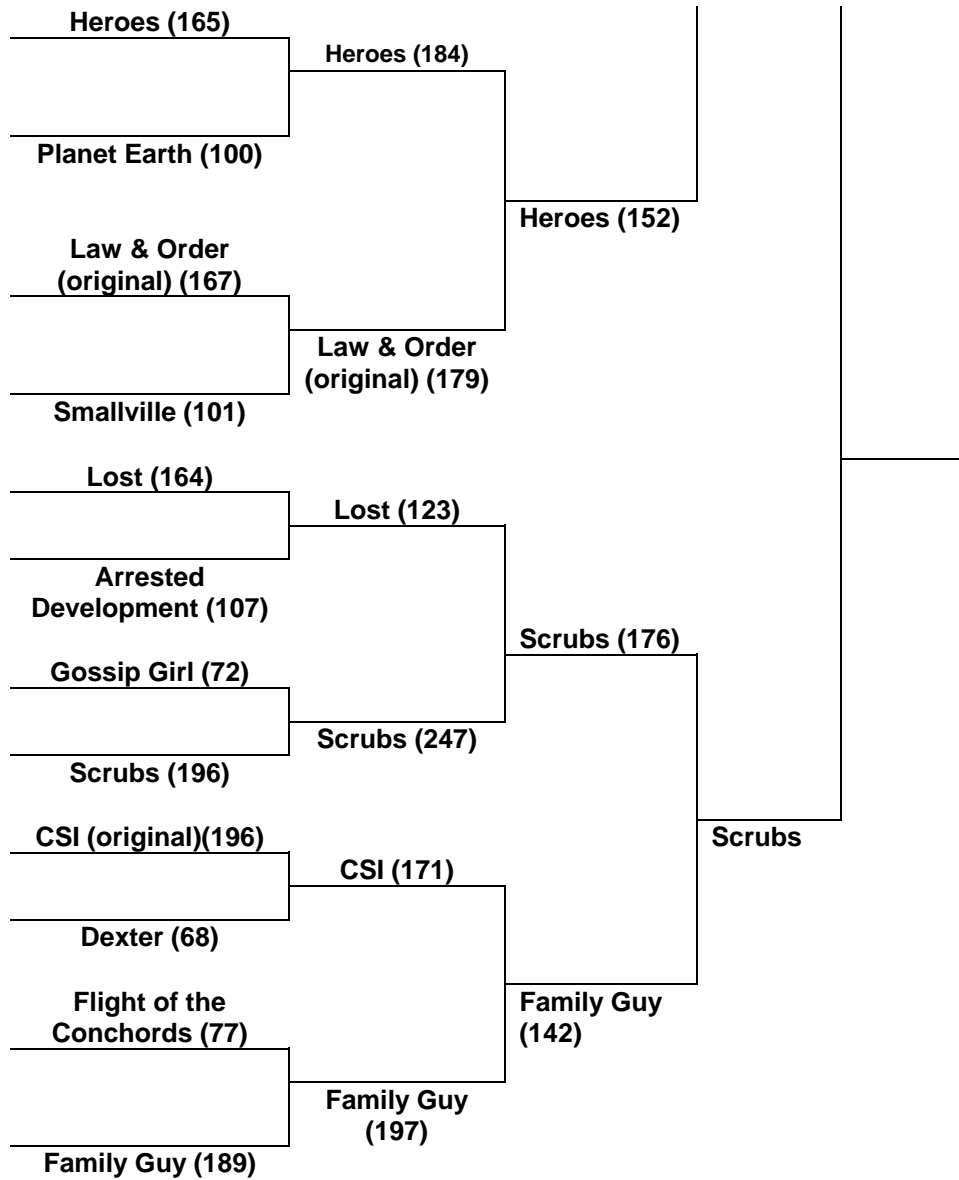 Heroes (165)
Heroes (184)
Planet Earth (100)
Heroes (152)
Law & Order
(original) (167)
Law & Order
(original) (179)
Smallville (101)
Lost (164)
Lost (123)
Arrested
Development (107)
Scrubs (176)
Gossip Girl (72)
Scrubs (247)
Scrubs (196)
Scrubs
CSI (original)(196)
CSI (171)
Dexter (68)
Flight of the
Conchords (77)
Family Guy
(142)
Family Guy
(197)
Family Guy (189)